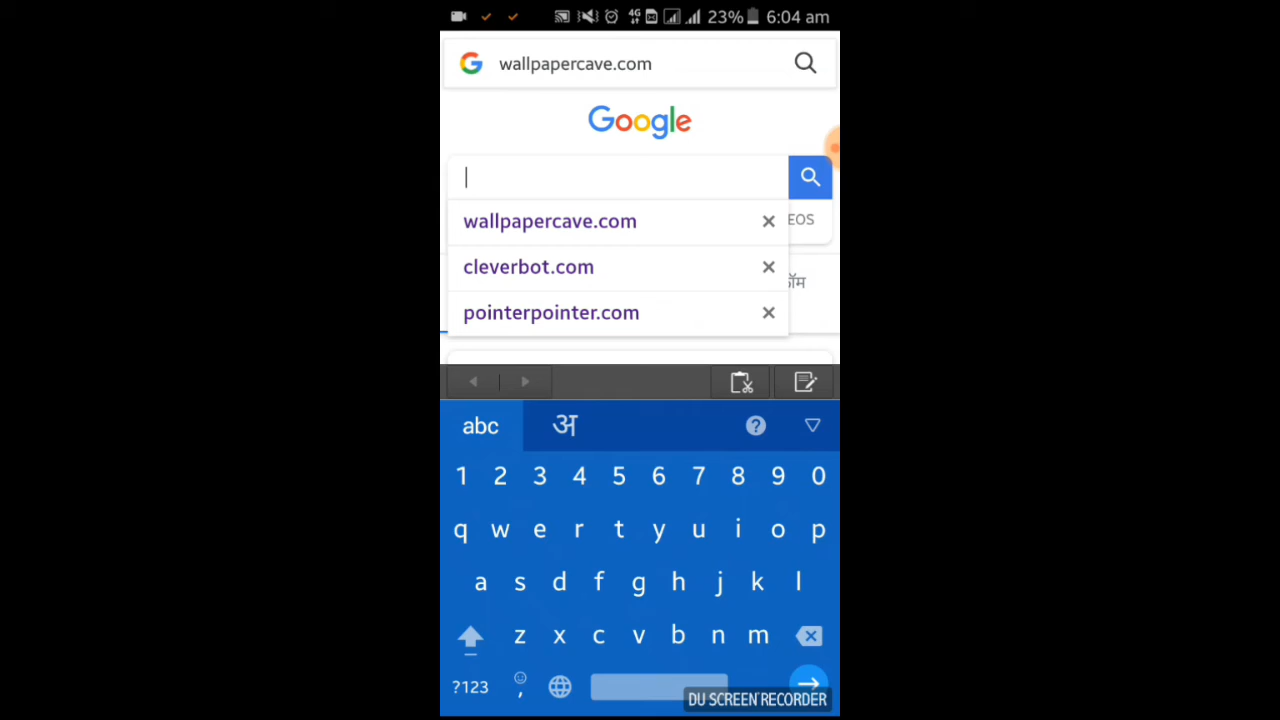 4G 23% 6:04 am
wallpapercave.com
Google
wallpapercave.com
EOS
cleverbot.com
pointerpointer.com
abc अ
1 2 3 4 5 6 7 8 9 0
q w e r t y u i o p
a s d f g h j k l
z x c v b n m
?123 ,
DU SCREEN RECORDER